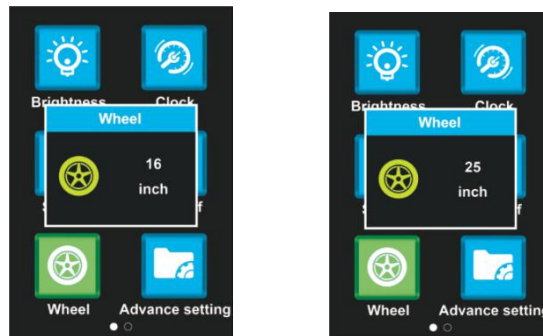 Brightness Clock
Wheel
16
inch
Wheel Advance setting
Brightness Clock
Wheel
25
inch
Wheel Advance setting